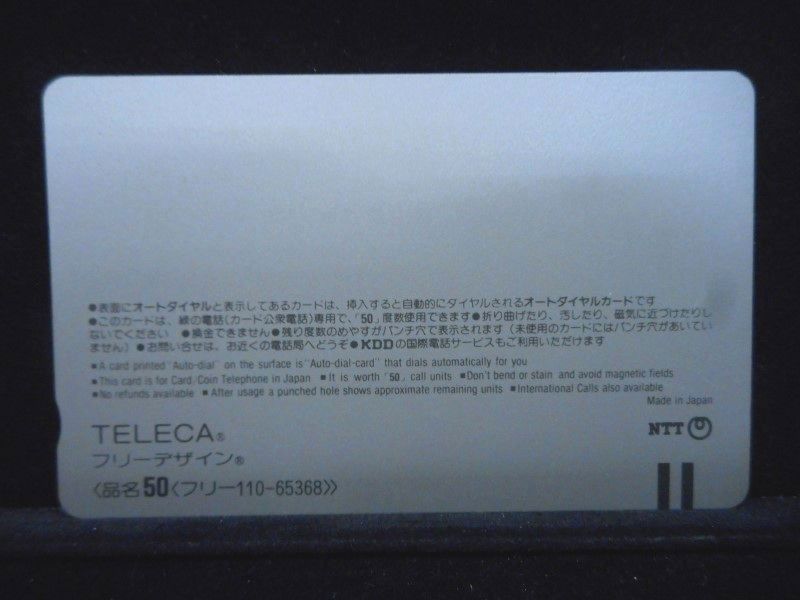 ●表面にオートダイヤルと表示してあるカードは、挿入すると自動的にダイヤルされるオートダイヤルカードです
●このカードは、緑の電話(カード公衆電話)専用で、「50」度数使用できます●折り曲げたり、汚したり、磁気に近づけたりし
ないでください ●換金できません●残り度数のめやすがパンチ穴で表示されます(未使用のカードにはパンチ穴があいてい
ません)●お問い合せは、お近くの電話局へどうぞ●KDDの国際電話サービスもご利用いただけます
■A card printed "Auto-dial" on the surface is "Auto-dial-card" that dials automatically for you
■This card is for Card/Coin Telephone in Japan ■It is worth「50」call units ■Don't bend or stain and avoid magnetic fields
■No refunds available ■After usage a punched hole shows approximate remaining units ■International Calls also available
Made in Japan
TELECA® NTT
フリーデザイン®
〈品名50〈フリー110-65368〉〉